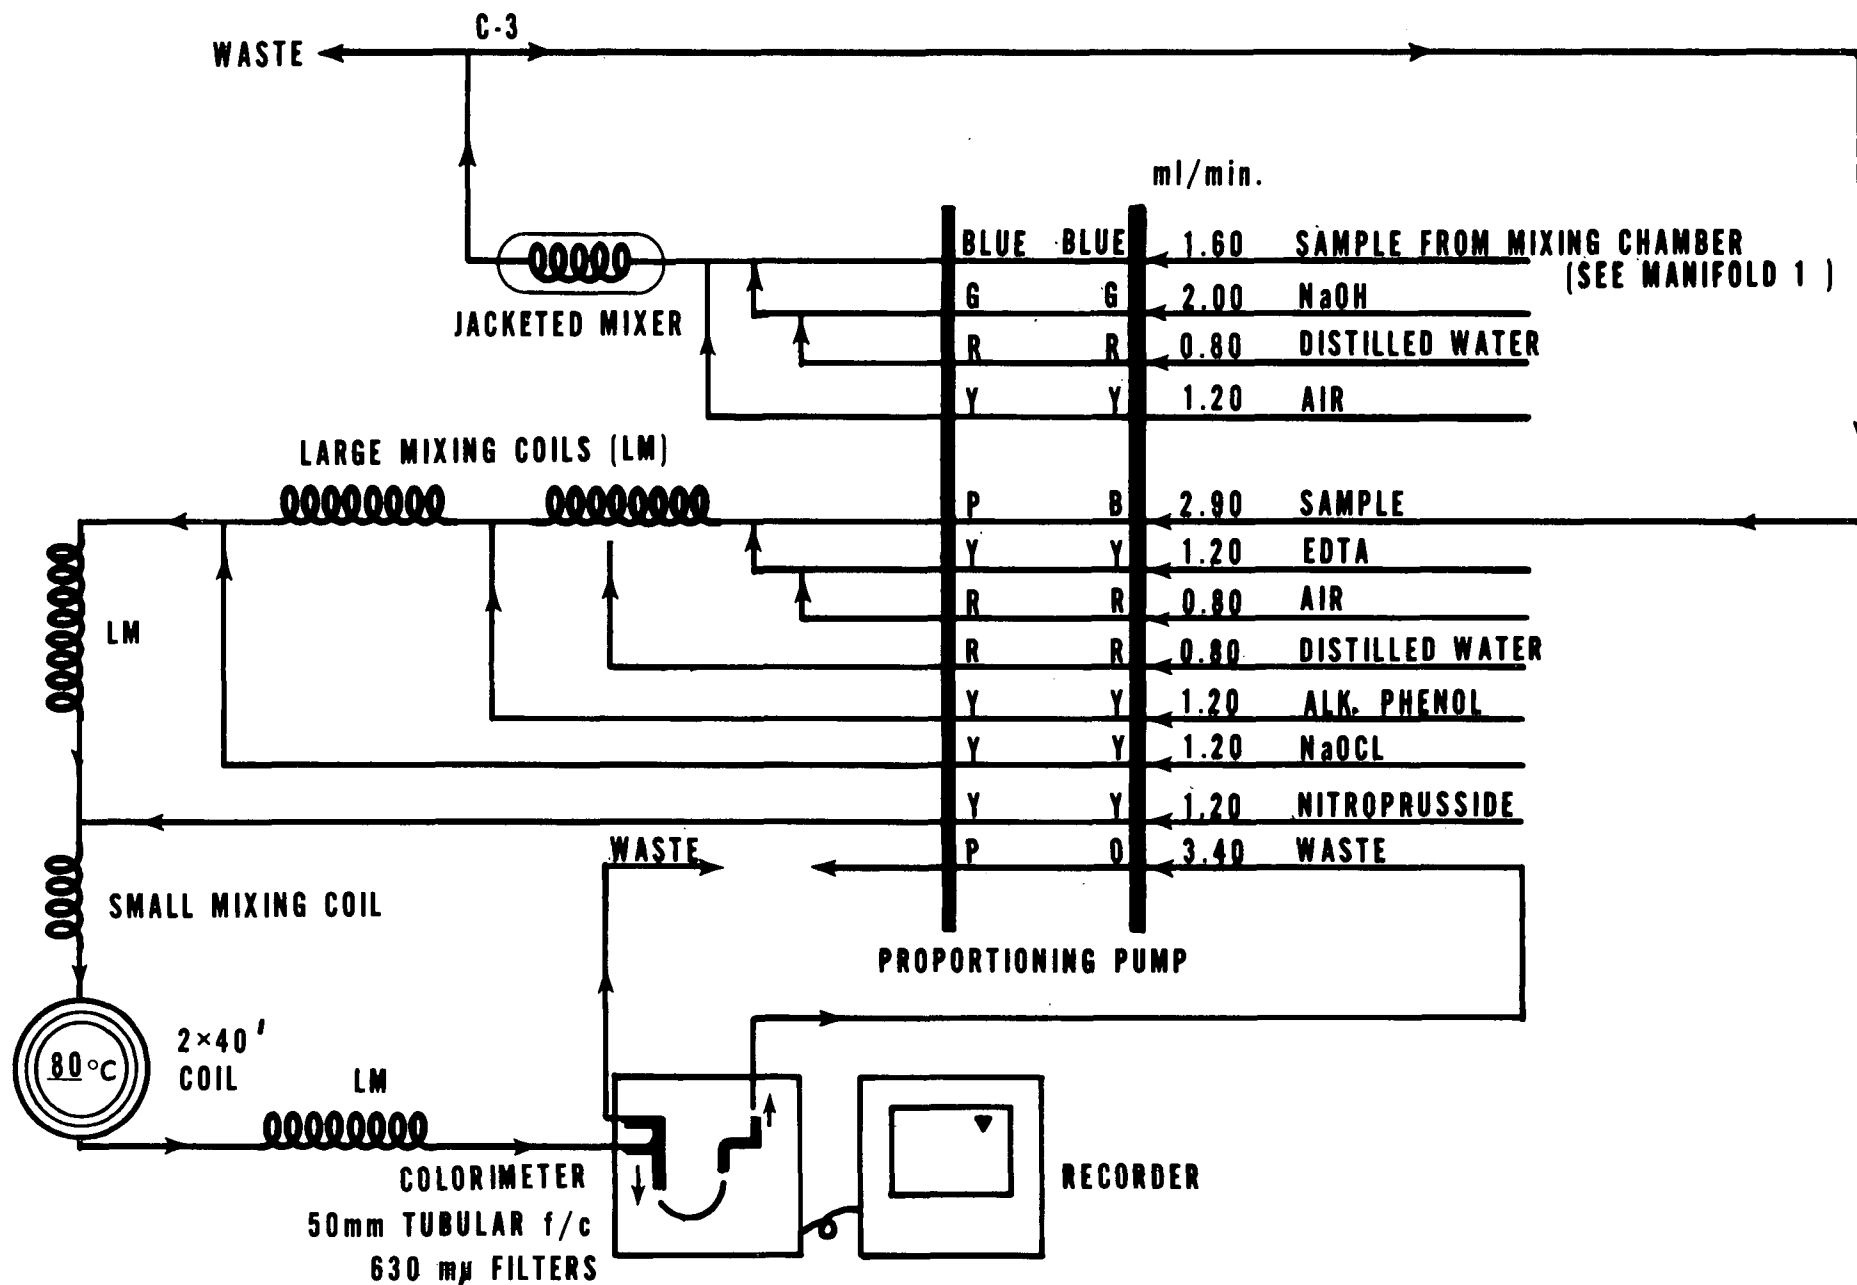 C-3
WASTE
ml/min.
BLUE BLUE 1.60 SAMPLE FROM MIXING CHAMBER
(SEE MANIFOLD 1 )
G G 2.00 NaOH
JACKETED MIXER
R R 0.80 DISTILLED WATER
Y Y 1.20 AIR
LARGE MIXING COILS (LM)
P B 2.90 SAMPLE
Y Y 1.20 EDTA
R R 0.80 AIR
LM
R R 0.80 DISTILLED WATER
Y Y 1.20 ALK. PHENOL
Y Y 1.20 NaOCL
Y Y 1.20 NITROPRUSSIDE
WASTE
P O 3.40 WASTE
SMALL MIXING COIL
PROPORTIONING PUMP
80 °C
2×40'
COIL
LM
COLORIMETER
50mm TUBULAR f/c
630 mµ FILTERS
RECORDER